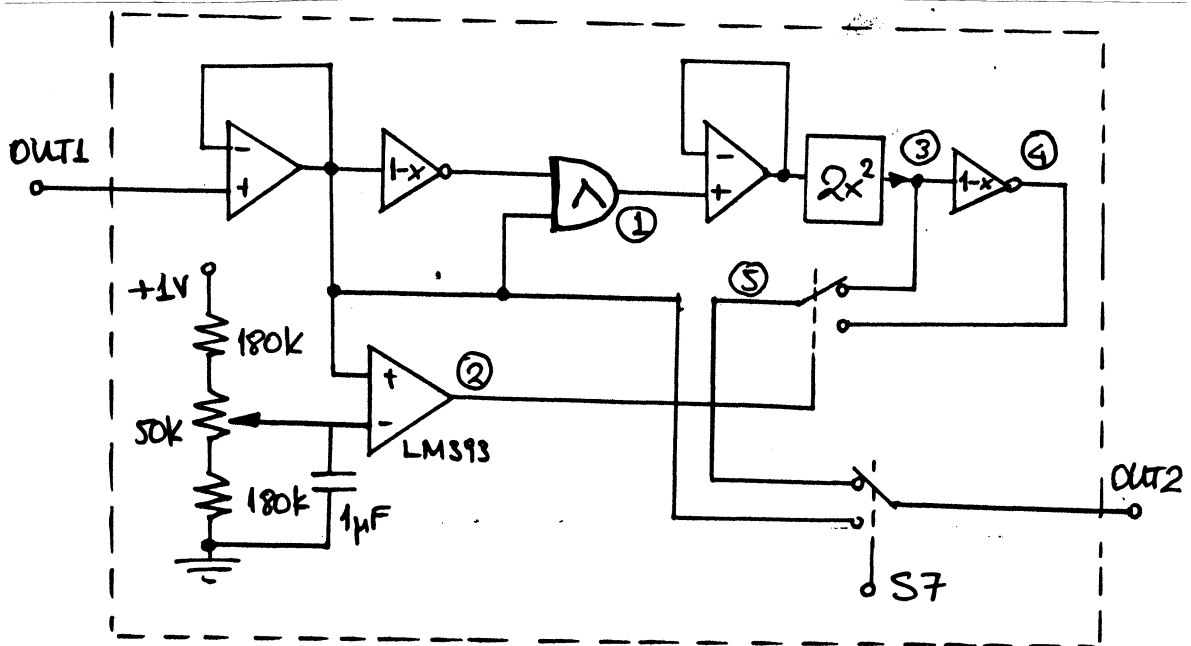 OUT1
-
+
1-x
∧
①
-
+
2x²
③
1-x
④
+1V
180k
50k
180k
1μF
+
-
LM393
②
⑤
OUT2
S7